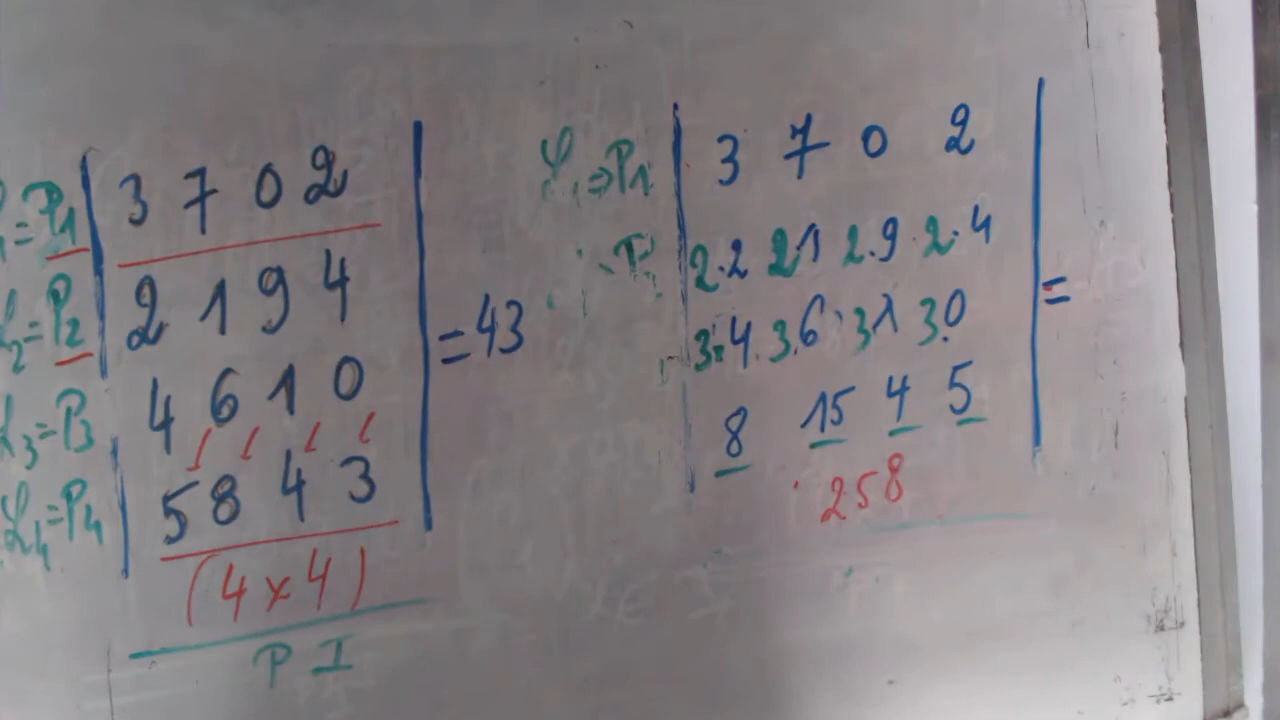 P1 | 3 7 0 2 |
L2=P2 | 2 1 9 4 | = 43
L3=P3 4 6 1 0 |
L4=P4 | 5 8 4 3 |
(4×4)
P I
L1⇒P1 | 3 7 0 2 |
2·2 2·1 2·9 2·4 | =
3·4 3·6 3·1 3·0
8 15 4 5
258